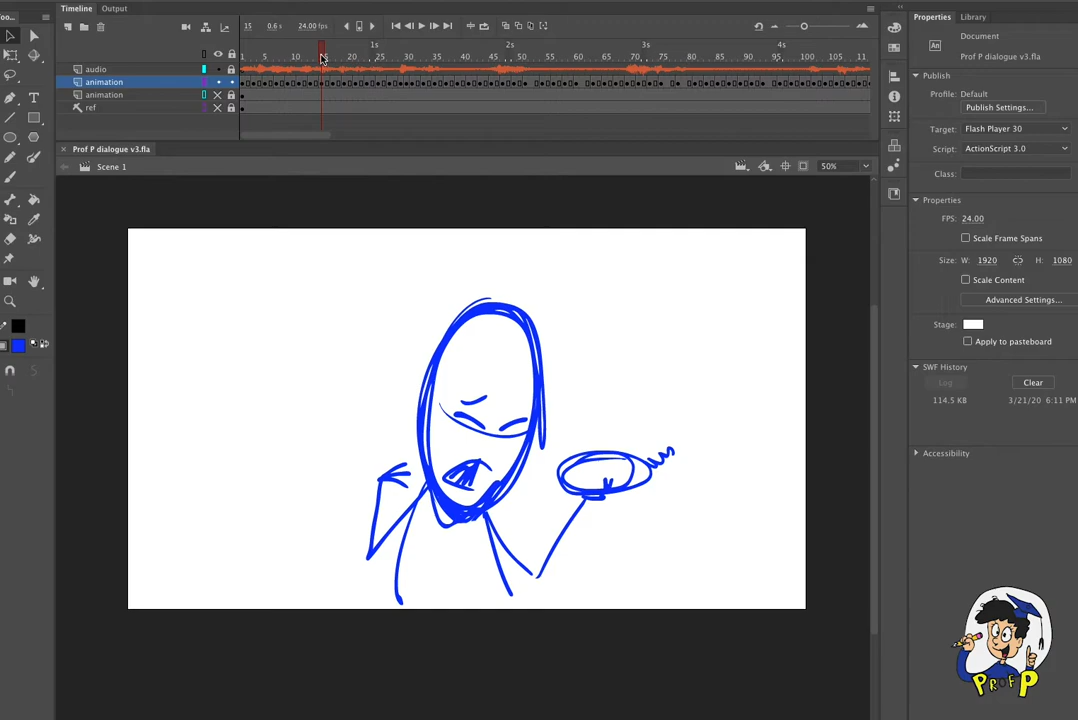 Too...
Timeline Output
15 0.6 s 24.00 fps
1s 2s 3s 4s
1 5 10 15 20 25 30 35 40 45 50 55 60 65 70 75 80 85 90 95 100 105 11
audio
animation
animation
ref
Prof P dialogue v3.fla
Scene 1
50%
Properties Library
Document
An
Prof P dialogue v3.fla
Publish
Profile: Default
Publish Settings...
Target: Flash Player 30
Script: ActionScript 3.0
Class:
Properties
FPS: 24.00
Scale Frame Spans
Size: W: 1920 H: 1080
Scale Content
Advanced Settings...
Stage:
Apply to pasteboard
SWF History
Log Clear
114.5 KB 3/21/20 6:11 PM
Accessibility
PROF P